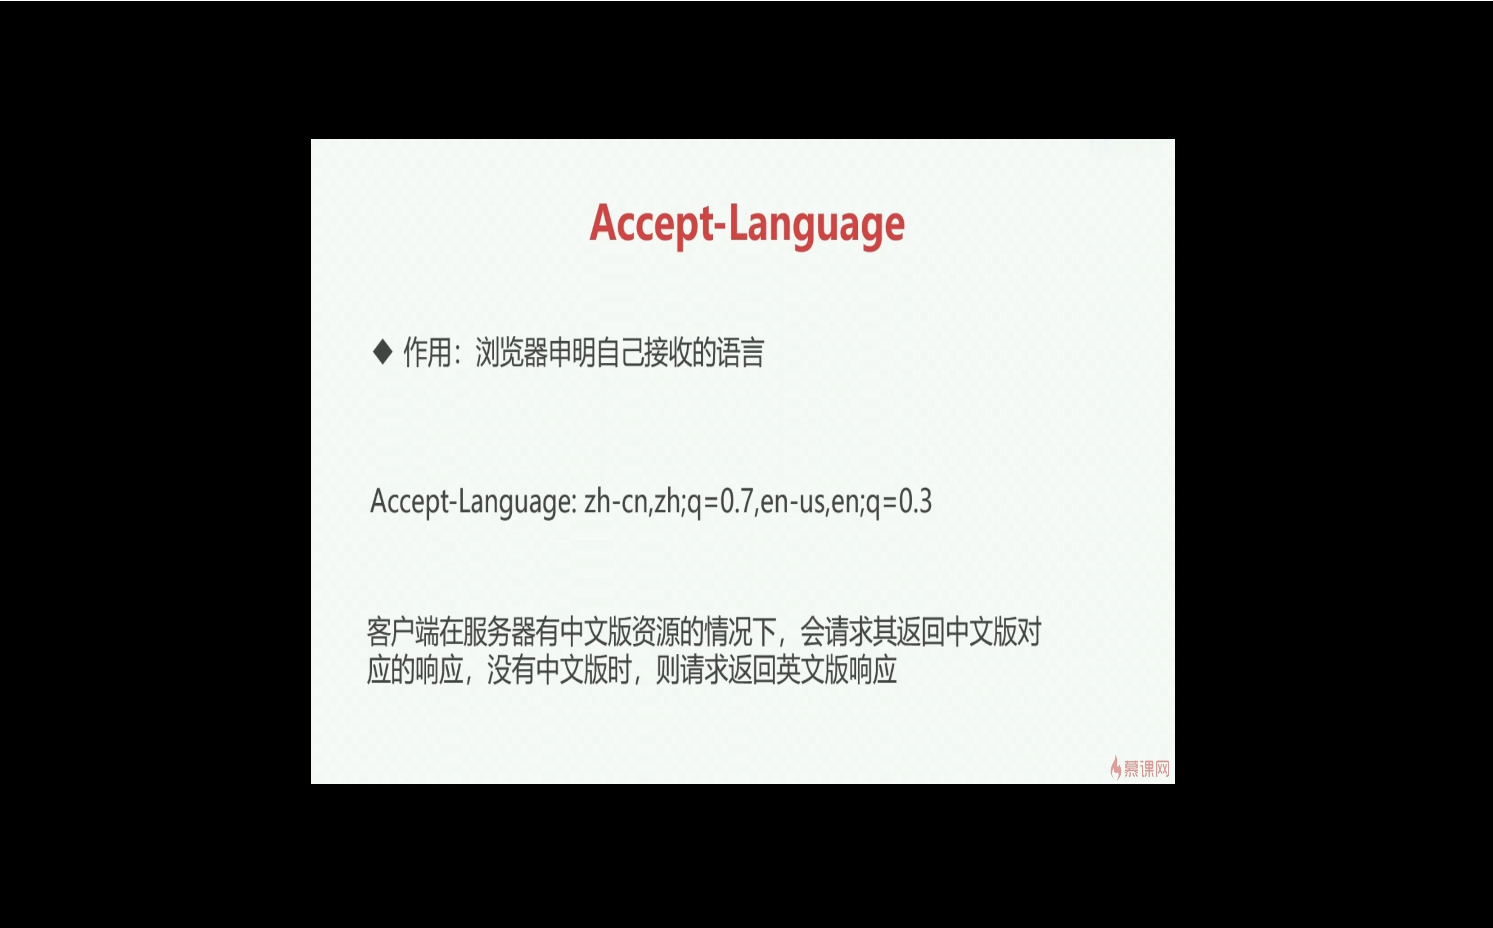 Accept-Language
◆ 作用：浏览器申明自己接收的语言
Accept-Language: zh-cn,zh;q=0.7,en-us,en;q=0.3
客户端在服务器有中文版资源的情况下，会请求其返回中文版对
应的响应，没有中文版时，则请求返回英文版响应
慕课网